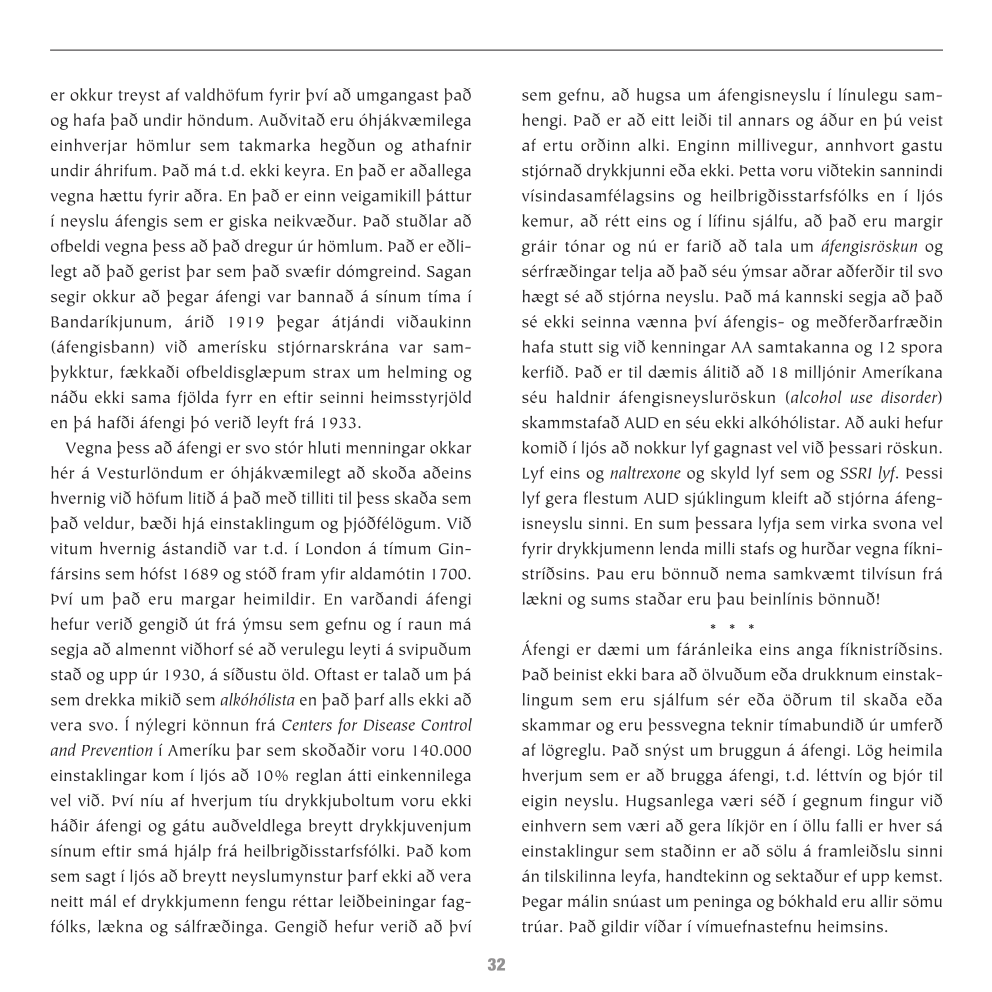 er okkur treyst af valdhöfum fyrir því að umgangast það
og hafa það undir höndum. Auðvitað eru óhjákvæmilega
einhverjar hömlur sem takmarka hegðun og athafnir
undir áhrifum. Það má t.d. ekki keyra. En það er aðallega
vegna hættu fyrir aðra. En það er einn veigamikill þáttur
í neyslu áfengis sem er giska neikvæður. Það stuðlar að
ofbeldi vegna þess að það dregur úr hömlum. Það er eðli-
legt að það gerist þar sem það svæfir dómgreind. Sagan
segir okkur að þegar áfengi var bannað á sínum tíma í
Bandaríkjunum, árið 1919 þegar átjándi viðaukinn
(áfengisbann) við amerísku stjórnarskrána var sam-
þykktur, fækkaði ofbeldisglæpum strax um helming og
náðu ekki sama fjölda fyrr en eftir seinni heimsstyrjöld
en þá hafði áfengi þó verið leyft frá 1933.
Vegna þess að áfengi er svo stór hluti menningar okkar
hér á Vesturlöndum er óhjákvæmilegt að skoða aðeins
hvernig við höfum litið á það með tilliti til þess skaða sem
það veldur, bæði hjá einstaklingum og þjóðfélögum. Við
vitum hvernig ástandið var t.d. í London á tímum Gin-
fársins sem hófst 1689 og stóð fram yfir aldamótin 1700.
Því um það eru margar heimildir. En varðandi áfengi
hefur verið gengið út frá ýmsu sem gefnu og í raun má
segja að almennt viðhorf sé að verulegu leyti á svipuðum
stað og upp úr 1930, á síðustu öld. Oftast er talað um þá
sem drekka mikið sem alkóhólista en það þarf alls ekki að
vera svo. Í nýlegri könnun frá Centers for Disease Control
and Prevention í Ameríku þar sem skoðaðir voru 140.000
einstaklingar kom í ljós að 10% reglan átti einkennilega
vel við. Því níu af hverjum tíu drykkjuboltum voru ekki
háðir áfengi og gátu auðveldlega breytt drykkjuvenjum
sínum eftir smá hjálp frá heilbrigðisstarfsfólki. Það kom
sem sagt í ljós að breytt neyslumynstur þarf ekki að vera
neitt mál ef drykkjumenn fengu réttar leiðbeiningar fag-
fólks, lækna og sálfræðinga. Gengið hefur verið að því
sem gefnu, að hugsa um áfengisneyslu í línulegu sam-
hengi. Það er að eitt leiði til annars og áður en þú veist
af ertu orðinn alki. Enginn millivegur, annhvort gastu
stjórnað drykkjunni eða ekki. Þetta voru viðtekin sannindi
vísindasamfélagsins og heilbrigðisstarfsfólks en í ljós
kemur, að rétt eins og í lífinu sjálfu, að það eru margir
gráir tónar og nú er farið að tala um áfengisröskun og
sérfræðingar telja að það séu ýmsar aðrar aðferðir til svo
hægt sé að stjórna neyslu. Það má kannski segja að það
sé ekki seinna vænna því áfengis- og meðferðarfræðin
hafa stutt sig við kenningar AA samtakanna og 12 spora
kerfið. Það er til dæmis álitið að 18 milljónir Ameríkana
séu haldnir áfengisneysluröskun (alcohol use disorder)
skammstafað AUD en séu ekki alkóhólistar. Að auki hefur
komið í ljós að nokkur lyf gagnast vel við þessari röskun.
Lyf eins og naltrexone og skyld lyf sem og SSRI lyf. Þessi
lyf gera flestum AUD sjúklingum kleift að stjórna áfeng-
isneyslu sinni. En sum þessara lyfja sem virka svona vel
fyrir drykkjumenn lenda milli stafs og hurðar vegna fíkni-
stríðsins. Þau eru bönnuð nema samkvæmt tilvísun frá
lækni og sums staðar eru þau beinlínis bönnuð!
* * *
Áfengi er dæmi um fáránleika eins anga fíknistríðsins.
Það beinist ekki bara að ölvuðum eða drukknum einstak-
lingum sem eru sjálfum sér eða öðrum til skaða eða
skammar og eru þessvegna teknir tímabundið úr umferð
af lögreglu. Það snýst um bruggun á áfengi. Lög heimila
hverjum sem er að brugga áfengi, t.d. léttvín og bjór til
eigin neyslu. Hugsanlega væri séð í gegnum fingur við
einhvern sem væri að gera líkjör en í öllu falli er hver sá
einstaklingur sem staðinn er að sölu á framleiðslu sinni
án tilskilinna leyfa, handtekinn og sektaður ef upp kemst.
Þegar málin snúast um peninga og bókhald eru allir sömu
trúar. Það gildir víðar í vímuefnastefnu heimsins.
32